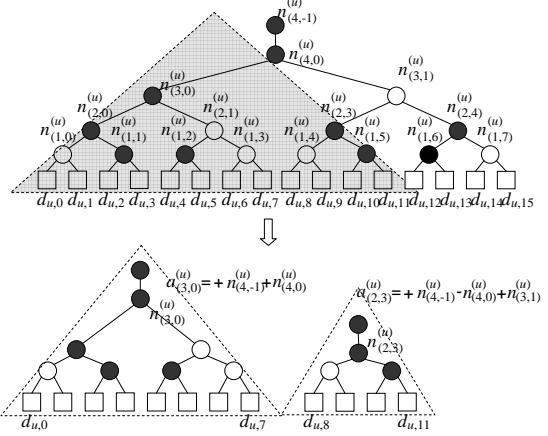 n(4,-1)^(u)
n(4,0)^(u)
n(3,0)^(u) n(3,1)^(u)
n(2,0)^(u) n(2,1)^(u) n(2,3)^(u) n(2,4)^(u)
n(1,0)^(u) n(1,1)^(u) n(1,2)^(u) n(1,3)^(u) n(1,4)^(u) n(1,5)^(u) n(1,6)^(u) n(1,7)^(u)
du,0 du,1 du,2 du,3 du,4 du,5 du,6 du,7 du,8 du,9 du,10 du,11 du,12 du,13 du,14 du,15
a(3,0)^(u)=+n(4,-1)^(u)+n(4,0)^(u)
a(2,3)^(u)=+n(4,-1)^(u)-n(4,0)^(u)+n(3,1)^(u)
n(3,0)^(u)
n(2,3)^(u)
du,0 du,7 du,8 du,11